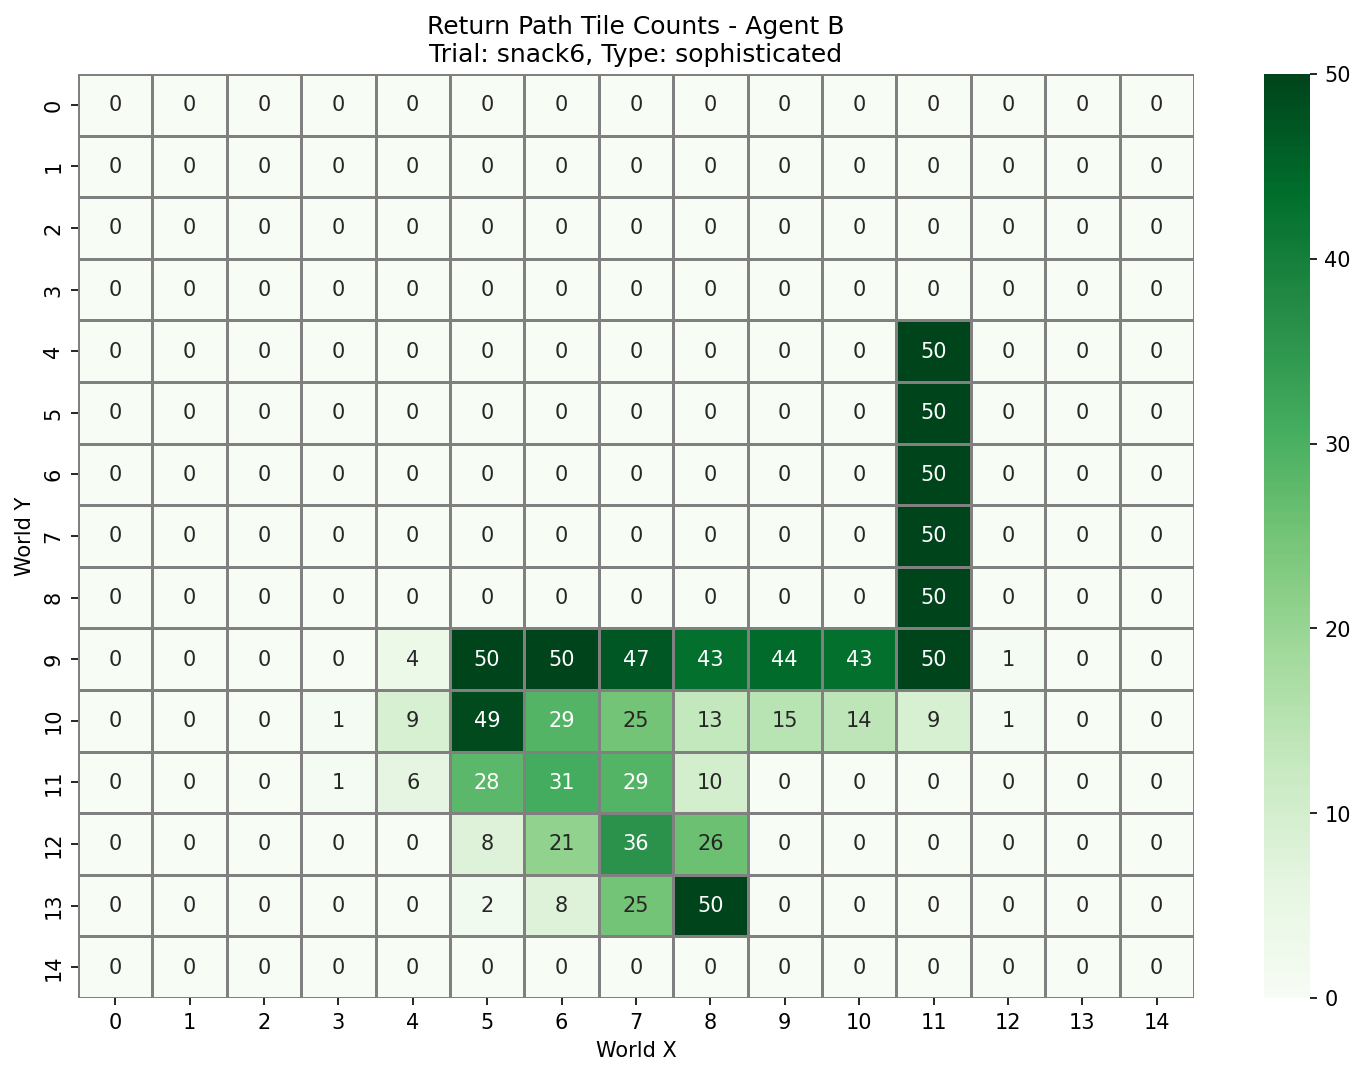 Return Path Tile Counts - Agent B
Trial: snack6, Type: sophisticated
0 0 0 0 0 0 0 0 0 0 0 0 0 0 0 0
1 0 0 0 0 0 0 0 0 0 0 0 0 0 0 0
2 0 0 0 0 0 0 0 0 0 0 0 0 0 0 0
3 0 0 0 0 0 0 0 0 0 0 0 0 0 0 0
4 0 0 0 0 0 0 0 0 0 0 0 50 0 0 0
5 0 0 0 0 0 0 0 0 0 0 0 50 0 0 0
6 0 0 0 0 0 0 0 0 0 0 0 50 0 0 0
7 0 0 0 0 0 0 0 0 0 0 0 50 0 0 0
8 0 0 0 0 0 0 0 0 0 0 0 50 0 0 0
9 0 0 0 0 4 50 50 47 43 44 43 50 1 0 0
10 0 0 0 1 9 49 29 25 13 15 14 9 1 0 0
11 0 0 0 1 6 28 31 29 10 0 0 0 0 0 0
12 0 0 0 0 0 8 21 36 26 0 0 0 0 0 0
13 0 0 0 0 0 2 8 25 50 0 0 0 0 0 0
14 0 0 0 0 0 0 0 0 0 0 0 0 0 0 0
0 1 2 3 4 5 6 7 8 9 10 11 12 13 14
World X
World Y
50
40
30
20
10
0